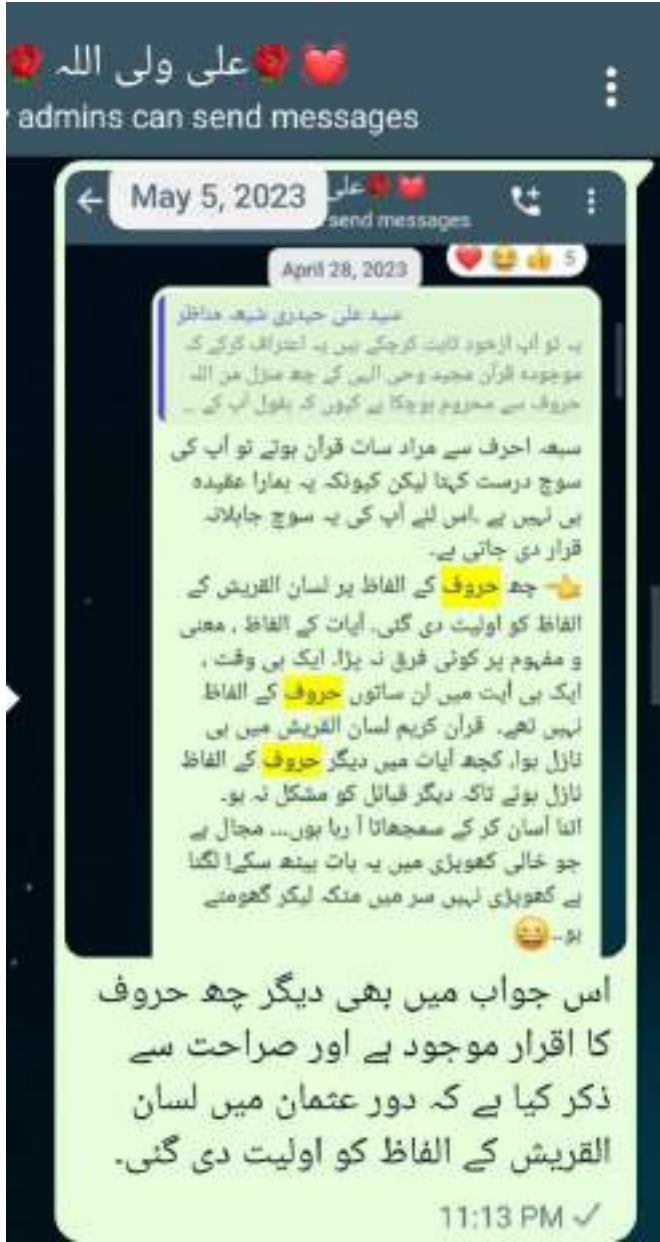 ❤️🌹علی ولی اللہ🌹
admins can send messages
May 5, 2023
علی🌹❤️
send messages
April 28, 2023
❤️😂👍 5
سید علی حیدری شیعہ مناظر
یہ تو آپ ازخود ثابت کرچکے ہیں یہ اعتراف کرکے کہ
موجودہ قرآن مجید وحی الہی کے چھ منزل من اللہ
حروف سے محروم ہوچکا ہے کیوں کہ بقول آپ کے ...
سبعہ احرف سے مراد سات قرآن ہوتے تو آپ کی
سوچ درست کہتا لیکن کیونکہ یہ ہمارا عقیدہ
ہی نہیں ہے ۔اس لئے آپ کی یہ سوچ جاہلانہ
قرار دی جاتی ہے۔
👈 چھ حروف کے الفاظ پر لسان القریش کے
الفاظ کو اولیت دی گئی۔ آیات کے الفاظ ، معنی
و مفہوم پر کوئی فرق نہ پڑا۔ ایک ہی وقت ،
ایک ہی آیت میں ان ساتوں حروف کے الفاظ
نہیں تھے۔ قرآن کریم لسان القریش میں ہی
نازل ہوا، کچھ آیات میں دیگر حروف کے الفاظ
نازل ہوئے تاکہ دیگر قبائل کو مشکل نہ ہو۔
اتنا آسان کر کے سمجھاتا آ رہا ہوں... مجال ہے
جو خالی کھوپڑی میں یہ بات بیٹھ سکے! لگتا
ہے کھوپڑی نہیں سر میں مٹکہ لیکر گھومتے
ہو..😀
اس جواب میں بھی دیگر چھ حروف
کا اقرار موجود ہے اور صراحت سے
ذکر کیا ہے کہ دور عثمان میں لسان
القریش کے الفاظ کو اولیت دی گئی۔
11:13 PM ✓